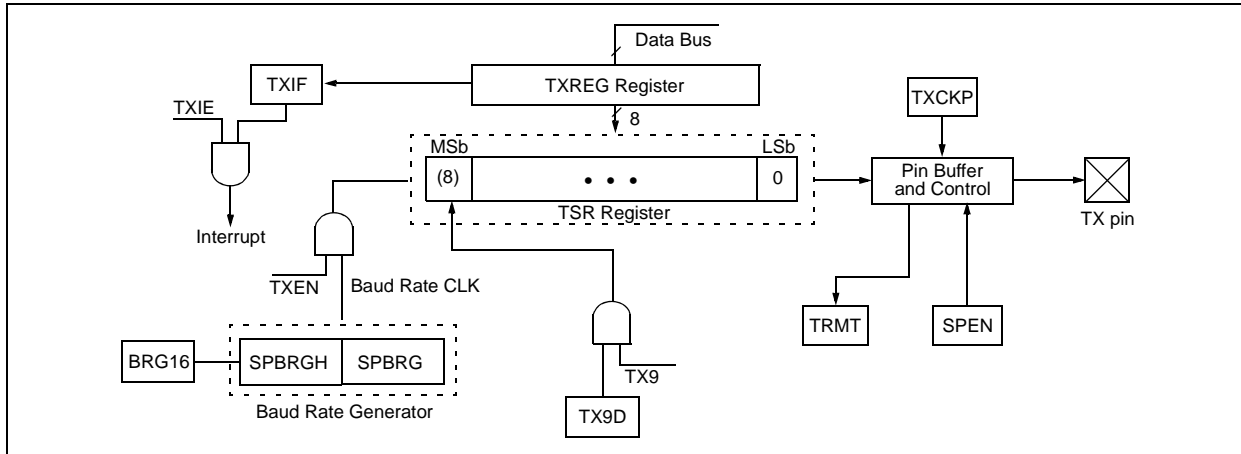 Data Bus
TXIF
TXREG Register
TXCKP
TXIE
8
MSb
LSb
(8)
• • •
0
Pin Buffer
and Control
TSR Register
TX pin
Interrupt
TXEN
Baud Rate CLK
TRMT
SPEN
BRG16
SPBRGH
SPBRG
TX9
Baud Rate Generator
TX9D